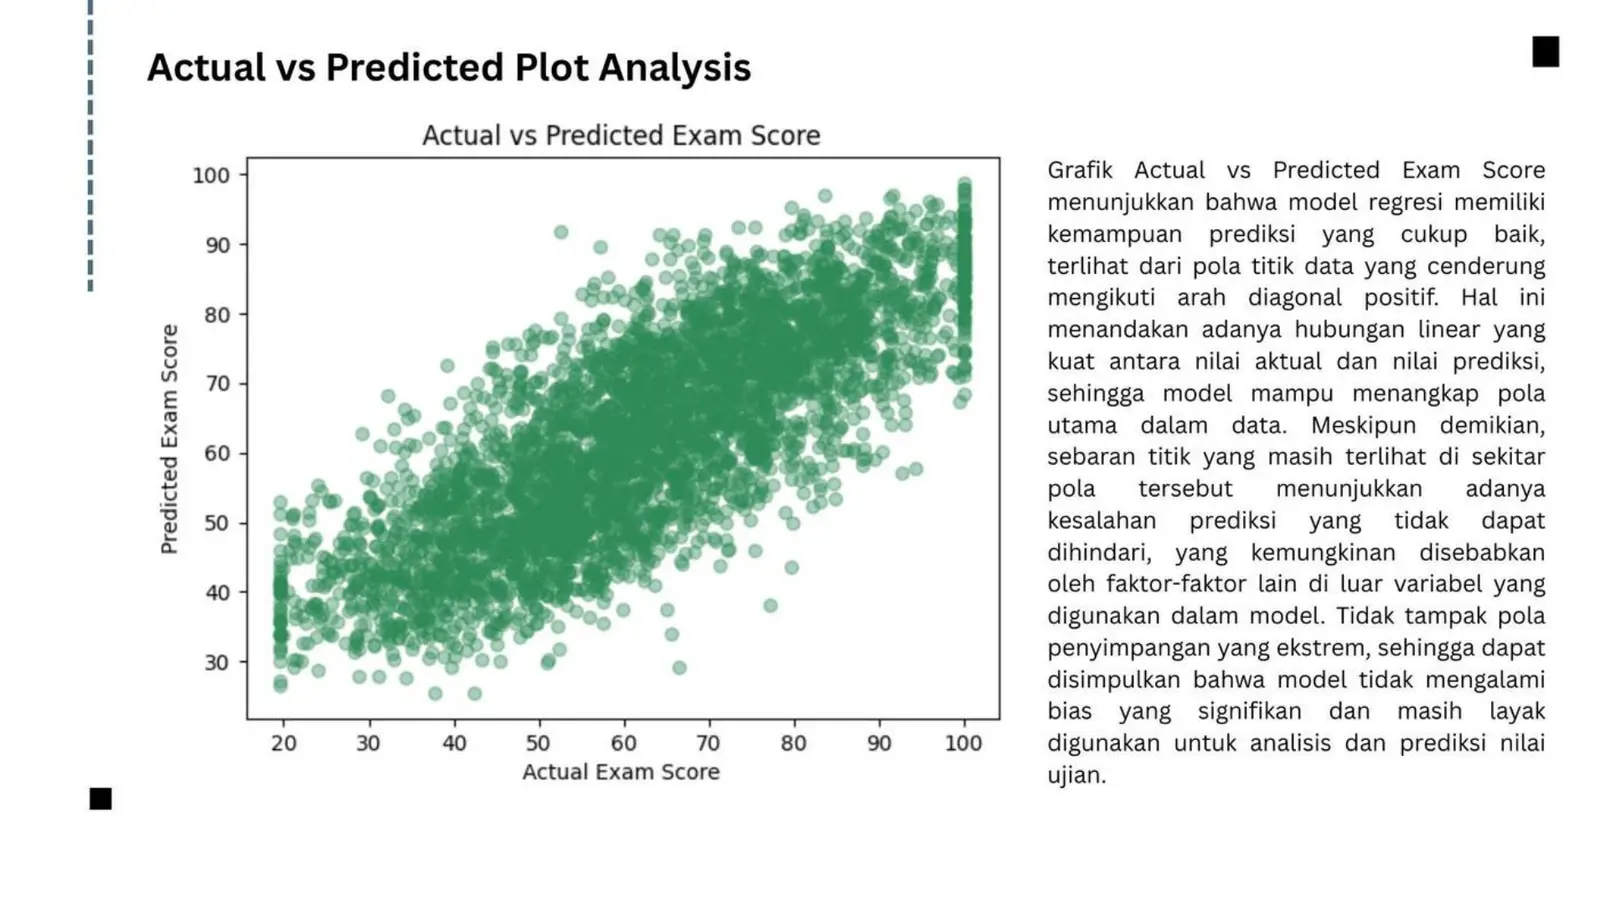 Actual vs Predicted Plot Analysis
Actual vs Predicted Exam Score
100
90
80
70
60
50
40
30
Predicted Exam Score
20 30 40 50 60 70 80 90 100
Actual Exam Score
Grafik Actual vs Predicted Exam Score
menunjukkan bahwa model regresi memiliki
kemampuan prediksi yang cukup baik,
terlihat dari pola titik data yang cenderung
mengikuti arah diagonal positif. Hal ini
menandakan adanya hubungan linear yang
kuat antara nilai aktual dan nilai prediksi,
sehingga model mampu menangkap pola
utama dalam data. Meskipun demikian,
sebaran titik yang masih terlihat di sekitar
pola tersebut menunjukkan adanya
kesalahan prediksi yang tidak dapat
dihindari, yang kemungkinan disebabkan
oleh faktor-faktor lain di luar variabel yang
digunakan dalam model. Tidak tampak pola
penyimpangan yang ekstrem, sehingga dapat
disimpulkan bahwa model tidak mengalami
bias yang signifikan dan masih layak
digunakan untuk analisis dan prediksi nilai
ujian.